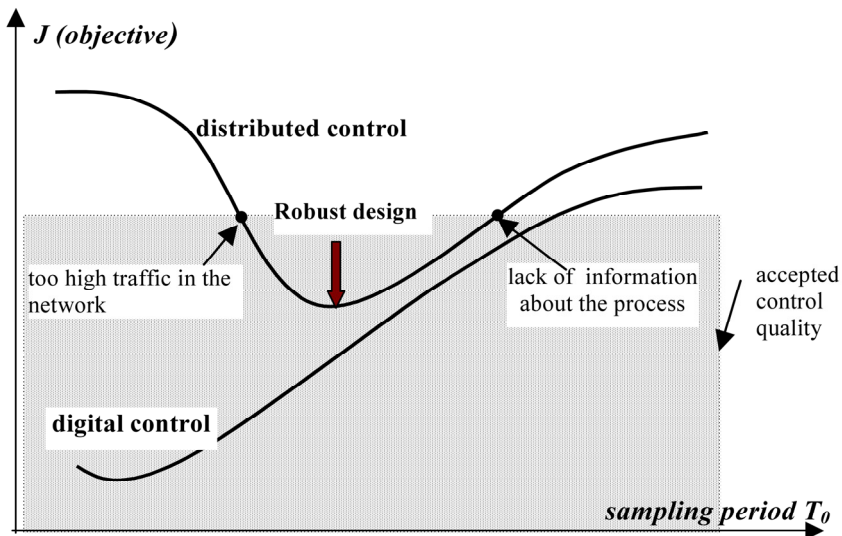 J (objective)
distributed control
Robust design
too high traffic in the
network
lack of information
about the process
accepted
control
quality
digital control
sampling period T₀